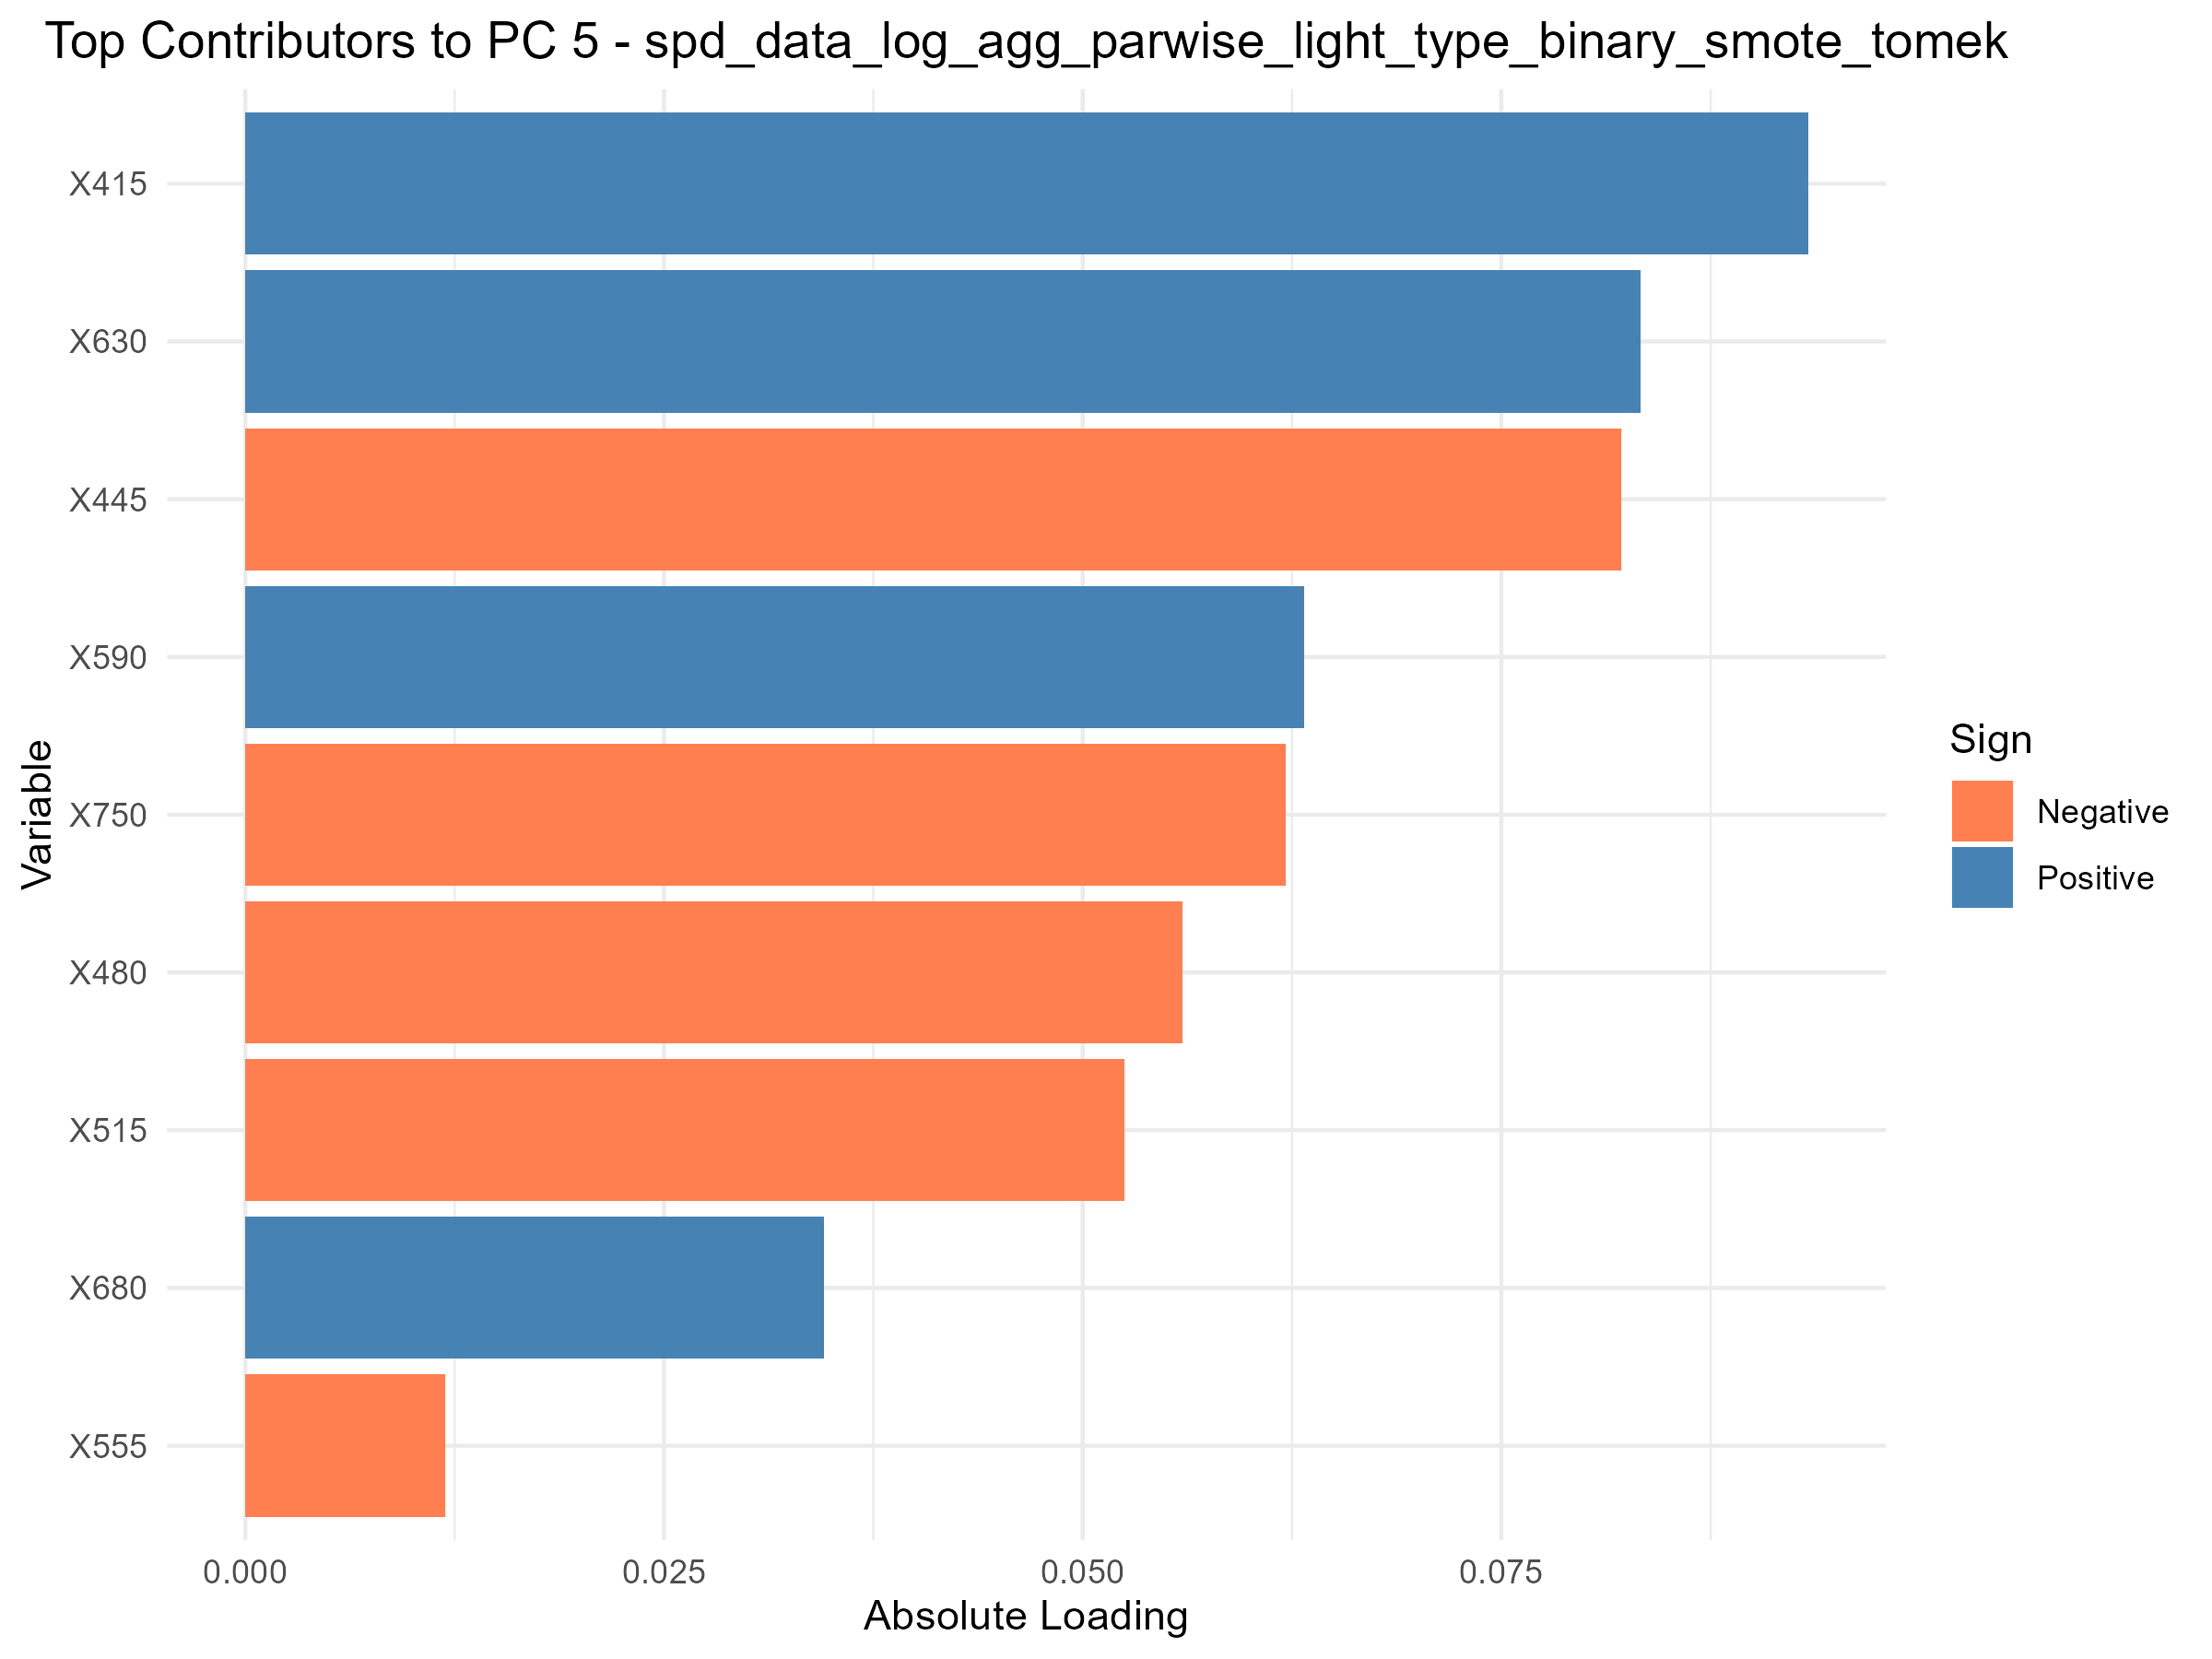 Top Contributors to PC 5 - spd_data_log_agg_parwise_light_type_binary_smote_tomek
X415
X630
X445
X590
X750
X480
X515
X680
X555
Variable
0.000 0.025 0.050 0.075
Absolute Loading
Sign
Negative
Positive